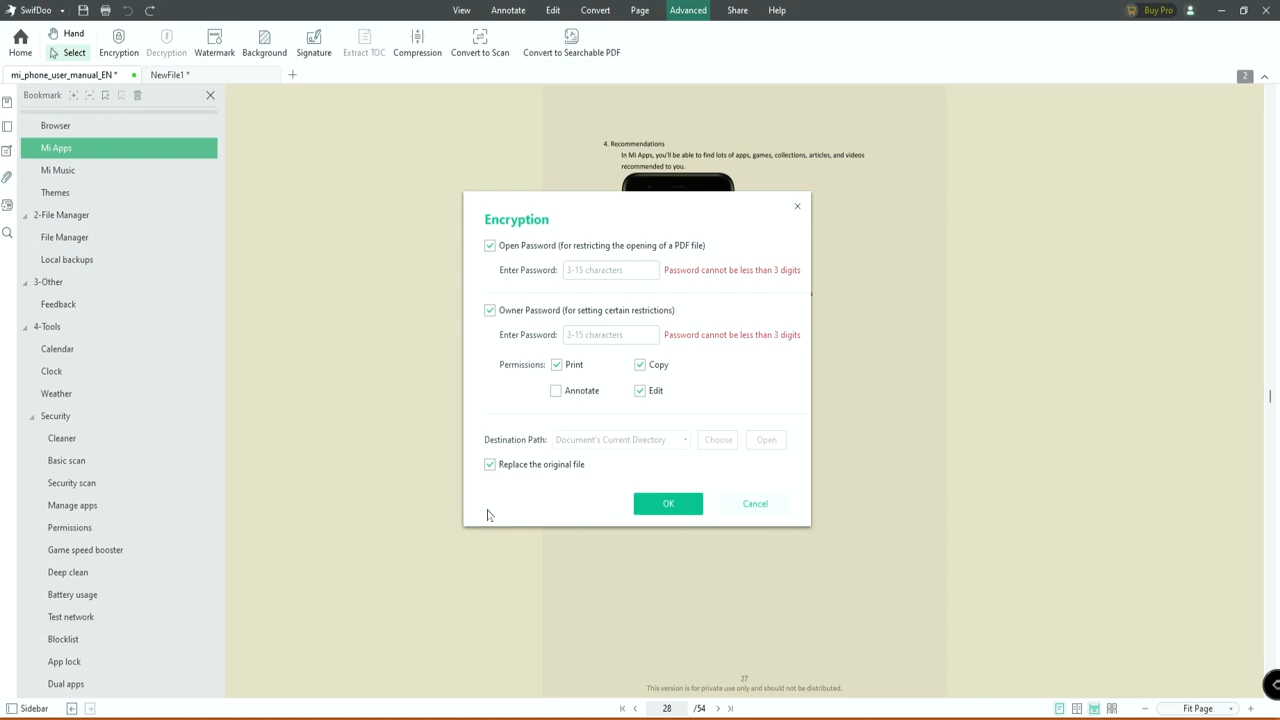 SwifDoo
View Annotate Edit Convert Page Advanced Share Help
Buy Pro
Home
Hand
Select
Encryption
Decryption
Watermark
Background
Signature
Extract TOC
Compression
Convert to Scan
Convert to Searchable PDF
mi_phone_user_manual_EN *
NewFile1 *
2
Bookmark
Browser
Mi Apps
Mi Music
Themes
2-File Manager
File Manager
Local backups
3-Other
Feedback
4-Tools
Calendar
Clock
Weather
Security
Cleaner
Basic scan
Security scan
Manage apps
Permissions
Game speed booster
Deep clean
Battery usage
Test network
Blocklist
App lock
Dual apps
4. Recommendations
In Mi Apps, you'll be able to find lots of apps, games, collections, articles, and videos
recommended to you.
Encryption
Open Password (for restricting the opening of a PDF file)
Enter Password: 3-15 characters Password cannot be less than 3 digits
Owner Password (for setting certain restrictions)
Enter Password: 3-15 characters Password cannot be less than 3 digits
Permissions: Print Copy
Annotate Edit
Destination Path: Document's Current Directory Choose Open
Replace the original file
OK Cancel
27
This version is for private use only and should not be distributed.
Sidebar
28 /54
Fit Page